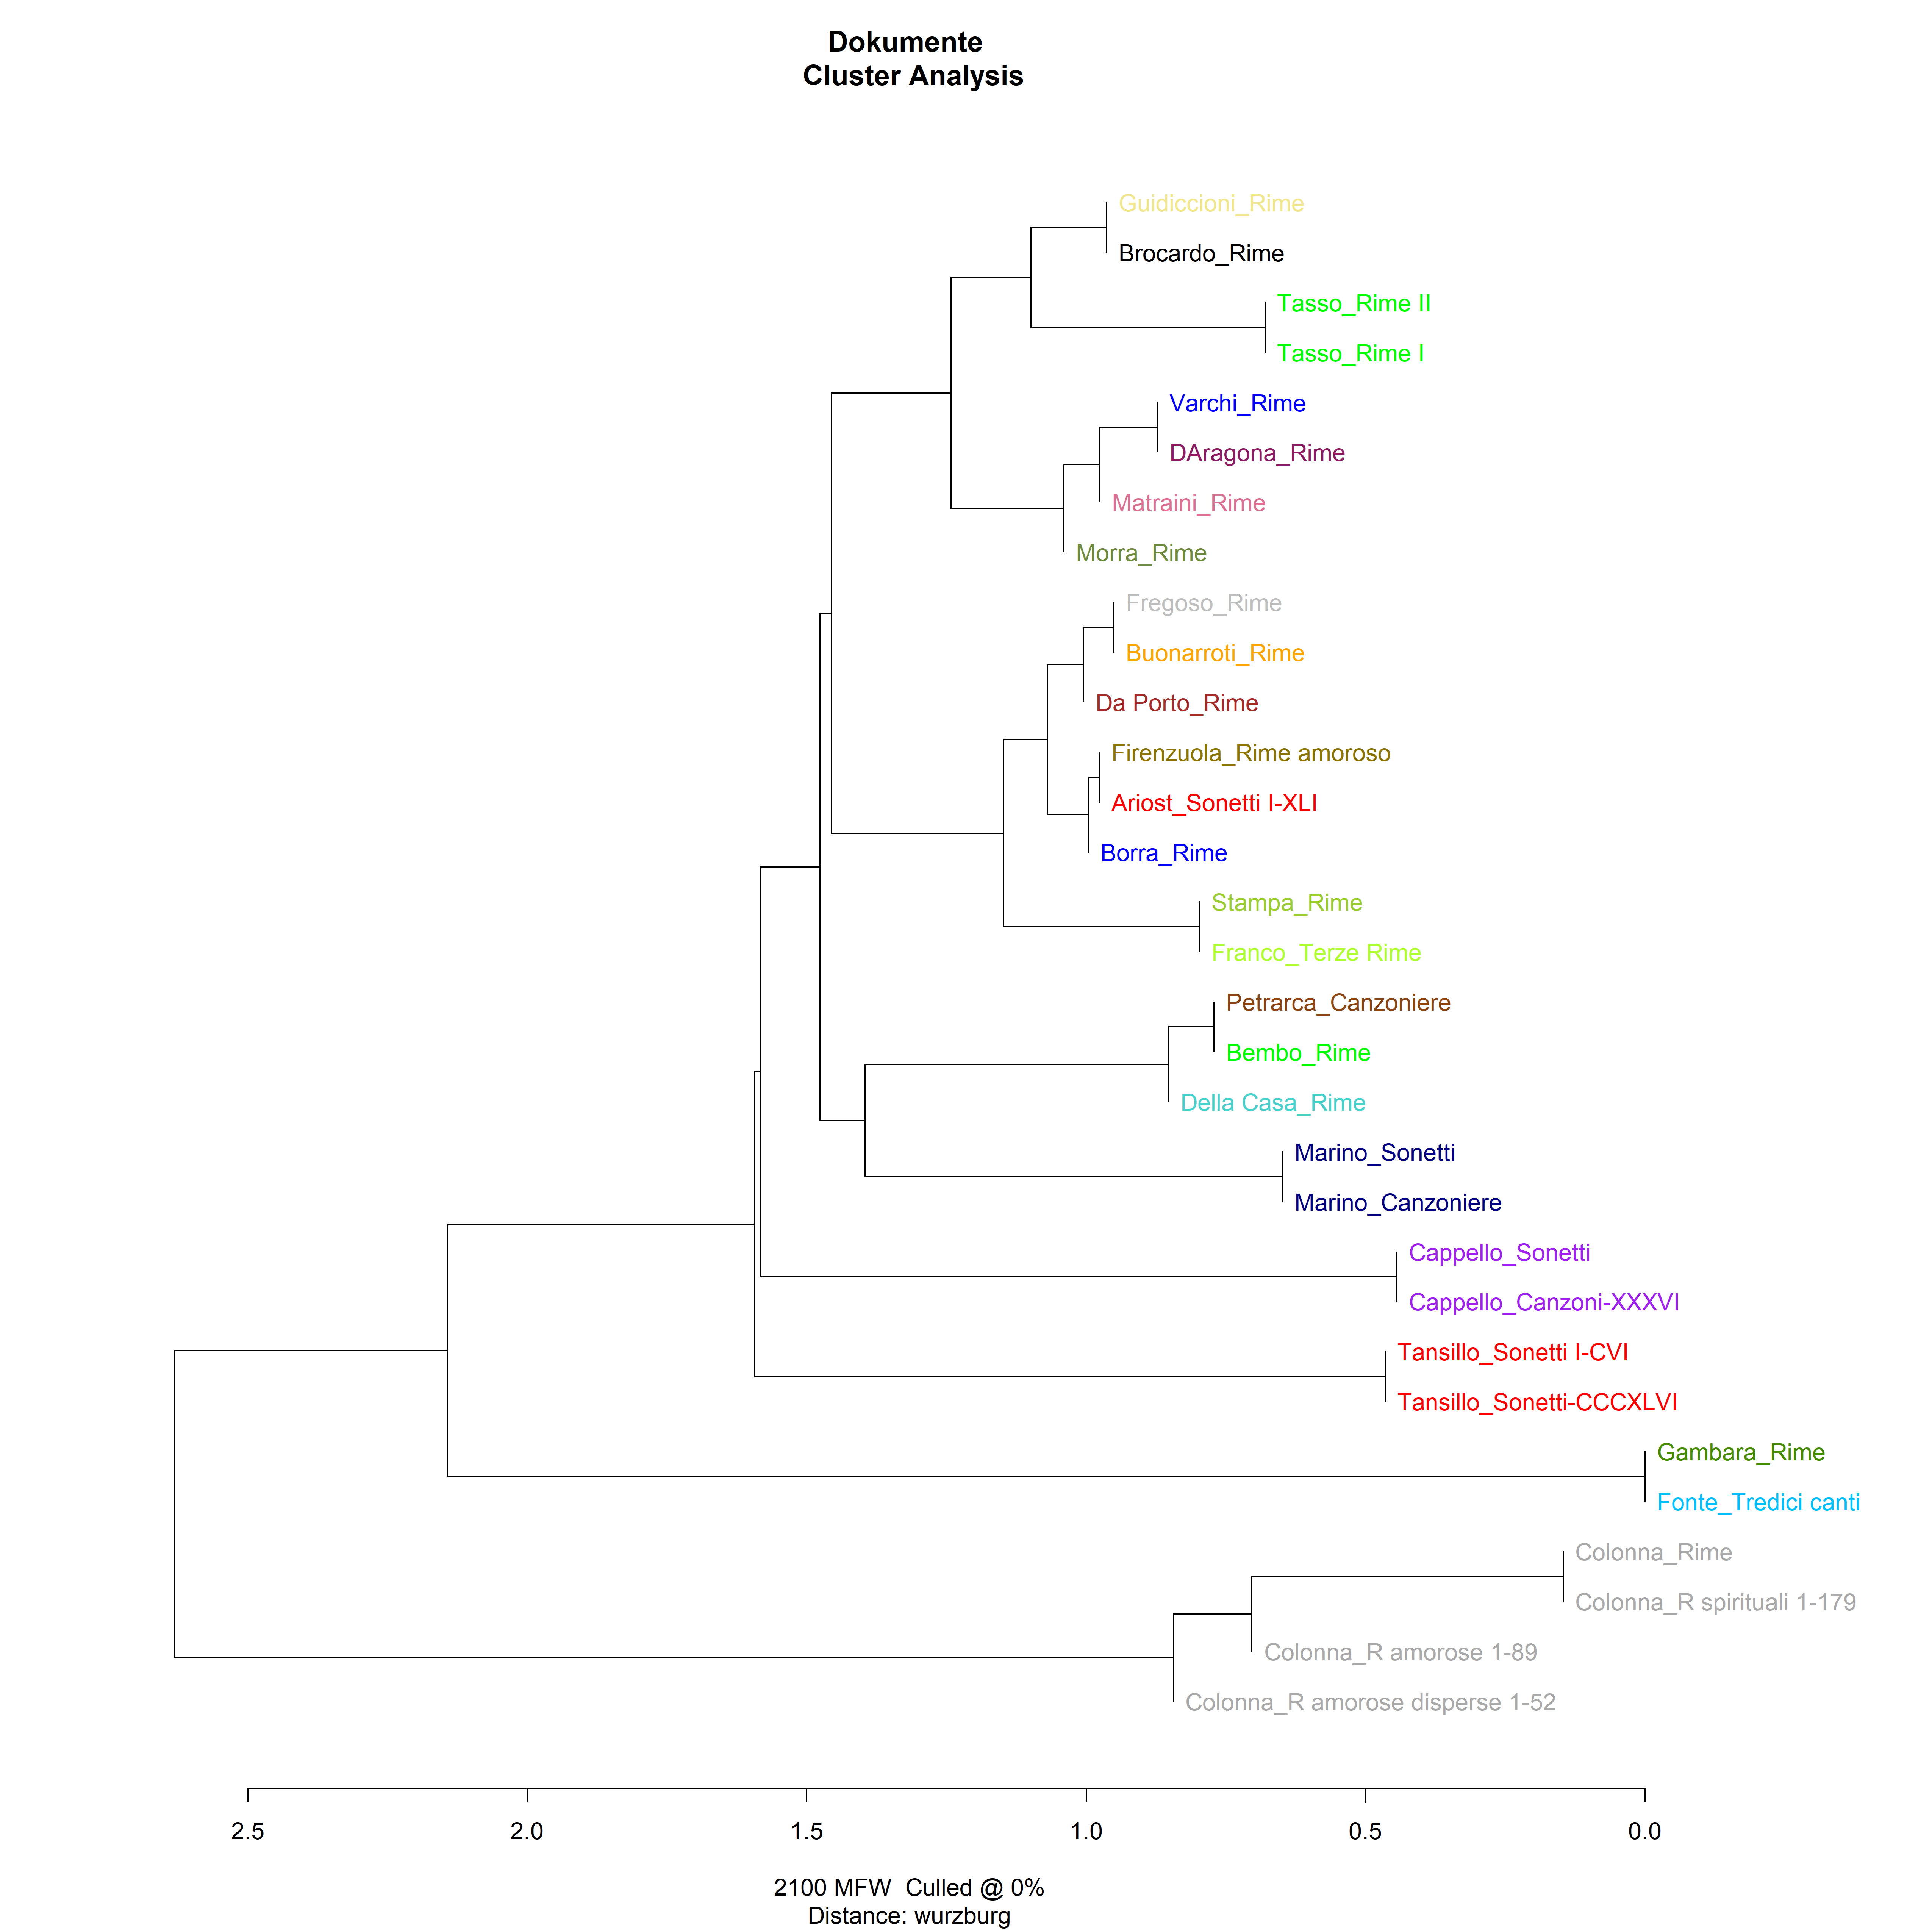 Dokumente
Cluster Analysis
Guidiccioni_Rime
Brocardo_Rime
Tasso_Rime II
Tasso_Rime I
Varchi_Rime
DAragona_Rime
Matraini_Rime
Morra_Rime
Fregoso_Rime
Buonarroti_Rime
Da Porto_Rime
Firenzuola_Rime amoroso
Ariost_Sonetti I-XLI
Borra_Rime
Stampa_Rime
Franco_Terze Rime
Petrarca_Canzoniere
Bembo_Rime
Della Casa_Rime
Marino_Sonetti
Marino_Canzoniere
Cappello_Sonetti
Cappello_Canzoni-XXXVI
Tansillo_Sonetti I-CVI
Tansillo_Sonetti-CCCXLVI
Gambara_Rime
Fonte_Tredici canti
Colonna_Rime
Colonna_R spirituali 1-179
Colonna_R amorose 1-89
Colonna_R amorose disperse 1-52
2.5 2.0 1.5 1.0 0.5 0.0
2100 MFW  Culled @ 0%
Distance: wurzburg